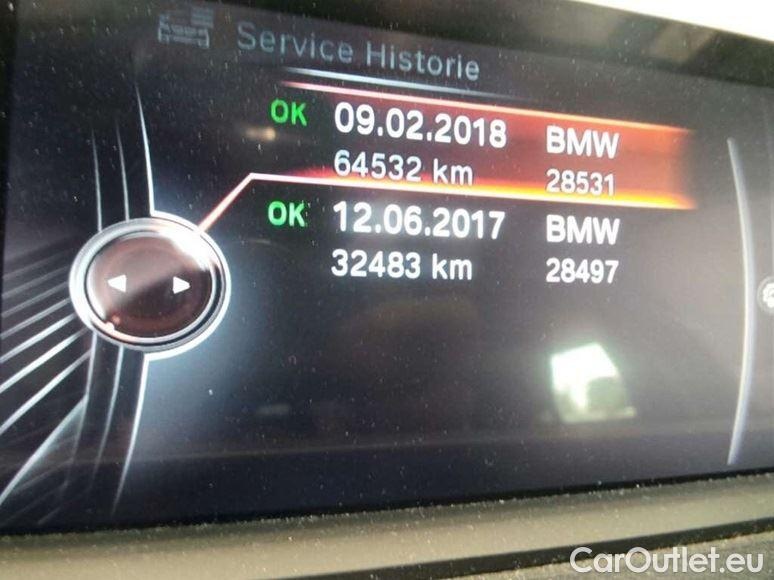 Service Historie
OK 09.02.2018 BMW
64532 km 28531
OK 12.06.2017 BMW
32483 km 28497
CarOutlet.eu